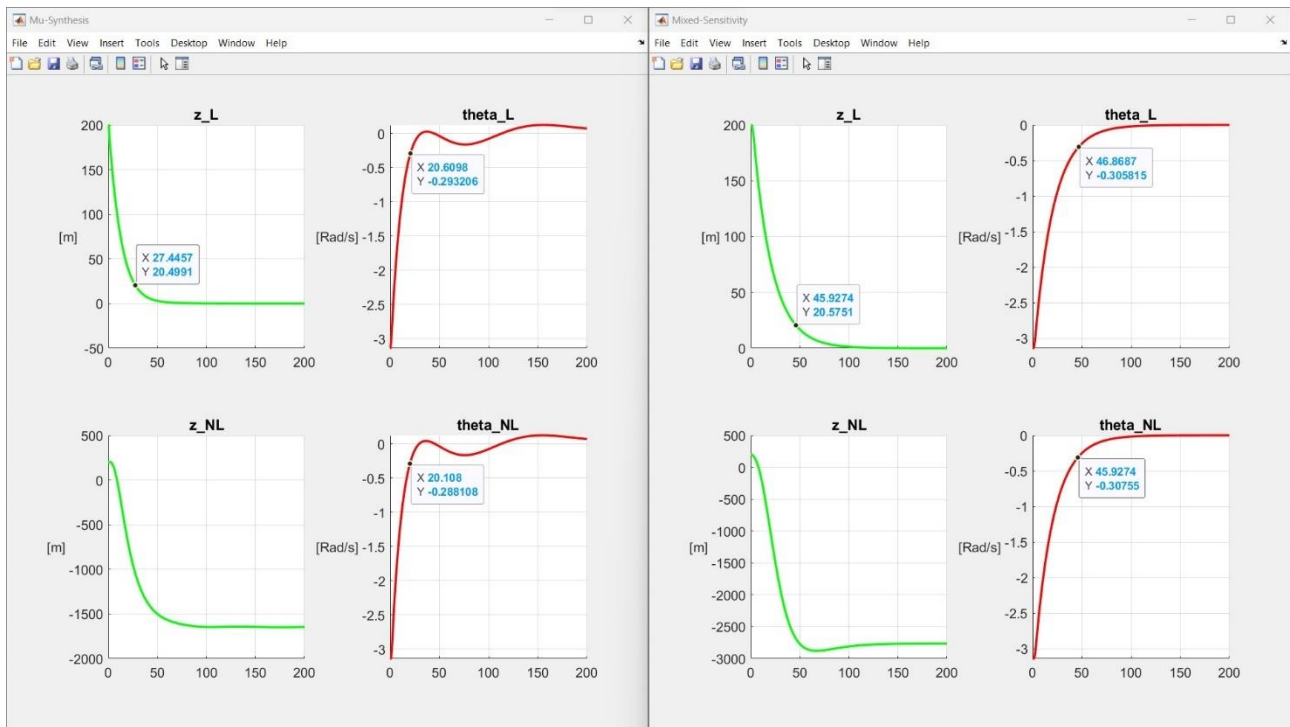 Mu-Synthesis
File Edit View Insert Tools Desktop Window Help
z_L
200
150
100
50
0
-50
[m]
X 27.4457
Y 20.4991
0 50 100 150 200
theta_L
0
-0.5
-1
-1.5
-2
-2.5
-3
[Rad/s]
X 20.6098
Y -0.293206
0 50 100 150 200
z_NL
500
0
-500
-1000
-1500
-2000
[m]
0 50 100 150 200
theta_NL
0
-0.5
-1
-1.5
-2
-2.5
-3
[Rad/s]
X 20.108
Y -0.288108
0 50 100 150 200
Mixed-Sensitivity
File Edit View Insert Tools Desktop Window Help
z_L
200
150
100
50
0
[m]
X 45.9274
Y 20.5751
0 50 100 150 200
theta_L
0
-0.5
-1
-1.5
-2
-2.5
-3
[Rad/s]
X 46.8687
Y -0.305815
0 50 100 150 200
z_NL
500
0
-500
-1000
-1500
-2000
-2500
-3000
[m]
0 50 100 150 200
theta_NL
0
-0.5
-1
-1.5
-2
-2.5
-3
[Rad/s]
X 45.9274
Y -0.30755
0 50 100 150 200